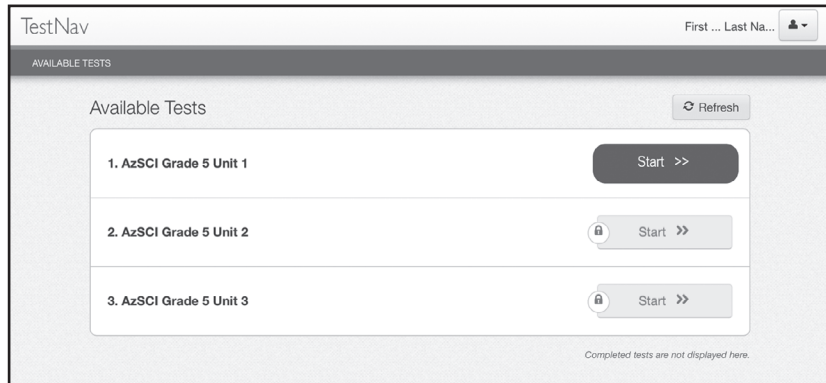 TestNav
First ... Last Na...
AVAILABLE TESTS
Available Tests
Refresh
1. AzSCI Grade 5 Unit 1
Start >>
2. AzSCI Grade 5 Unit 2
Start >>
3. AzSCI Grade 5 Unit 3
Start >>
Completed tests are not displayed here.